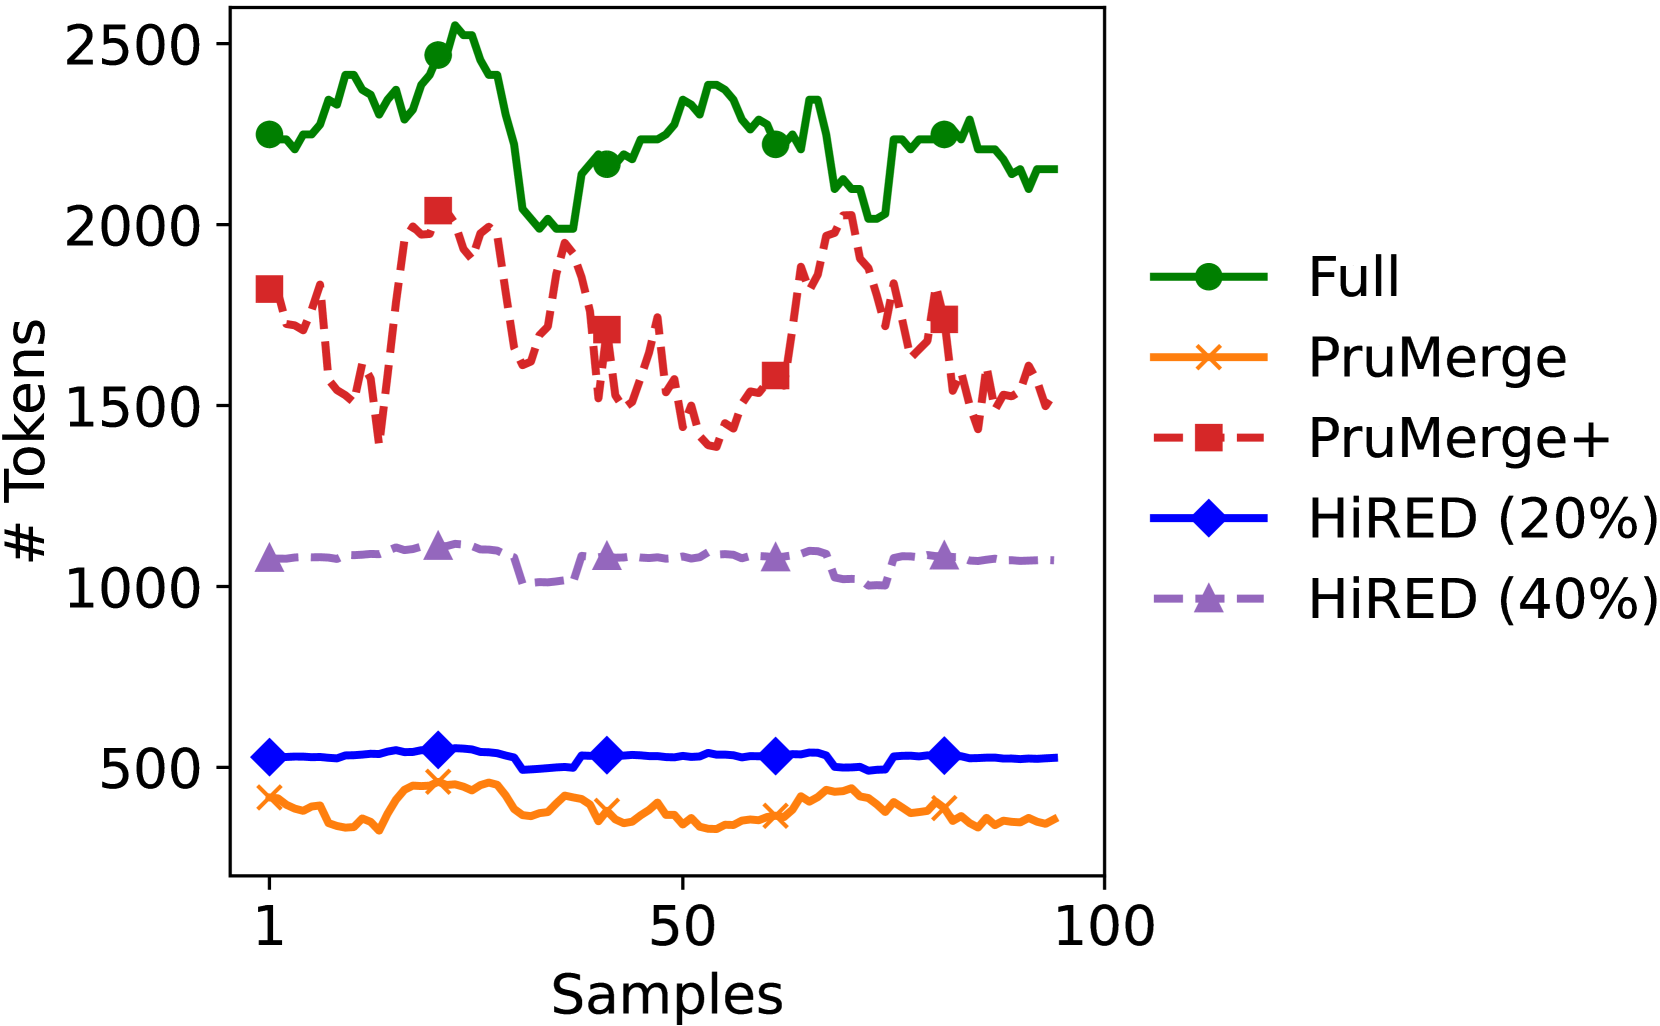 # Tokens
2500
2000
1500
1000
500
1
50
100
Samples
Full
PruMerge
PruMerge+
HiRED (20%)
HiRED (40%)